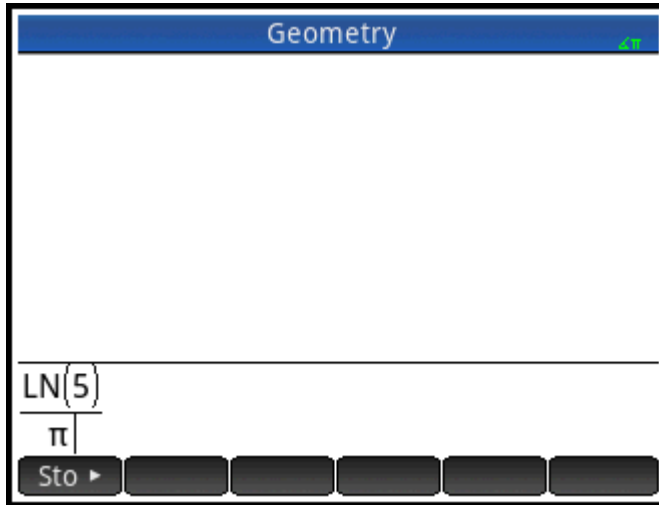 Geometry
∡π
LN(5)
π
Sto ►